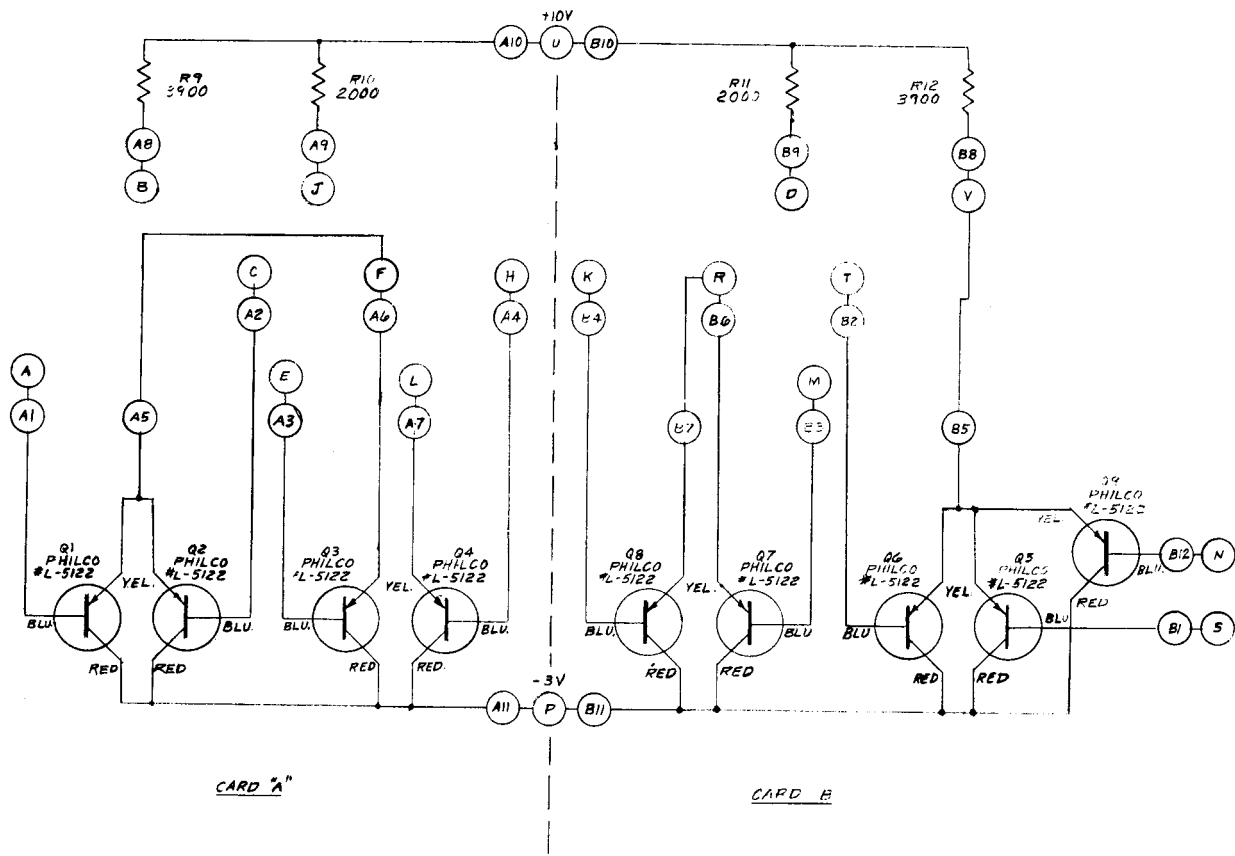 +10V
A10 U B10
R9
3900
R10
2000
R11
2000
R12
3900
A8
B
A9
J
B9
D
B8
V
C
A2
F
A6
H
A4
K
B4
R
B6
T
B2
A
A1
A5
E
A3
L
A7
B7
M
B3
B5
Q1
PHILCO
#L-5122
Q2
PHILCO
#L-5122
Q3
PHILCO
#L-5122
Q4
PHILCO
#L-5122
Q8
PHILCO
#L-5122
Q7
PHILCO
#L-5122
Q6
PHILCO
#L-5122
Q5
PHILCO
#L-5122
Q9
PHILCO
#L-5122
YEL.
YEL.
YEL.
YEL.
YEL.
BLU.
BLU.
BLU.
BLU.
BLU.
BLU
BLU
BLU
BLU.
B12 N
B1 S
RED
RED
RED
RED.
RED
RED
RED
RED
RED
-3V
A11 P B11
CARD "A"
CARD B